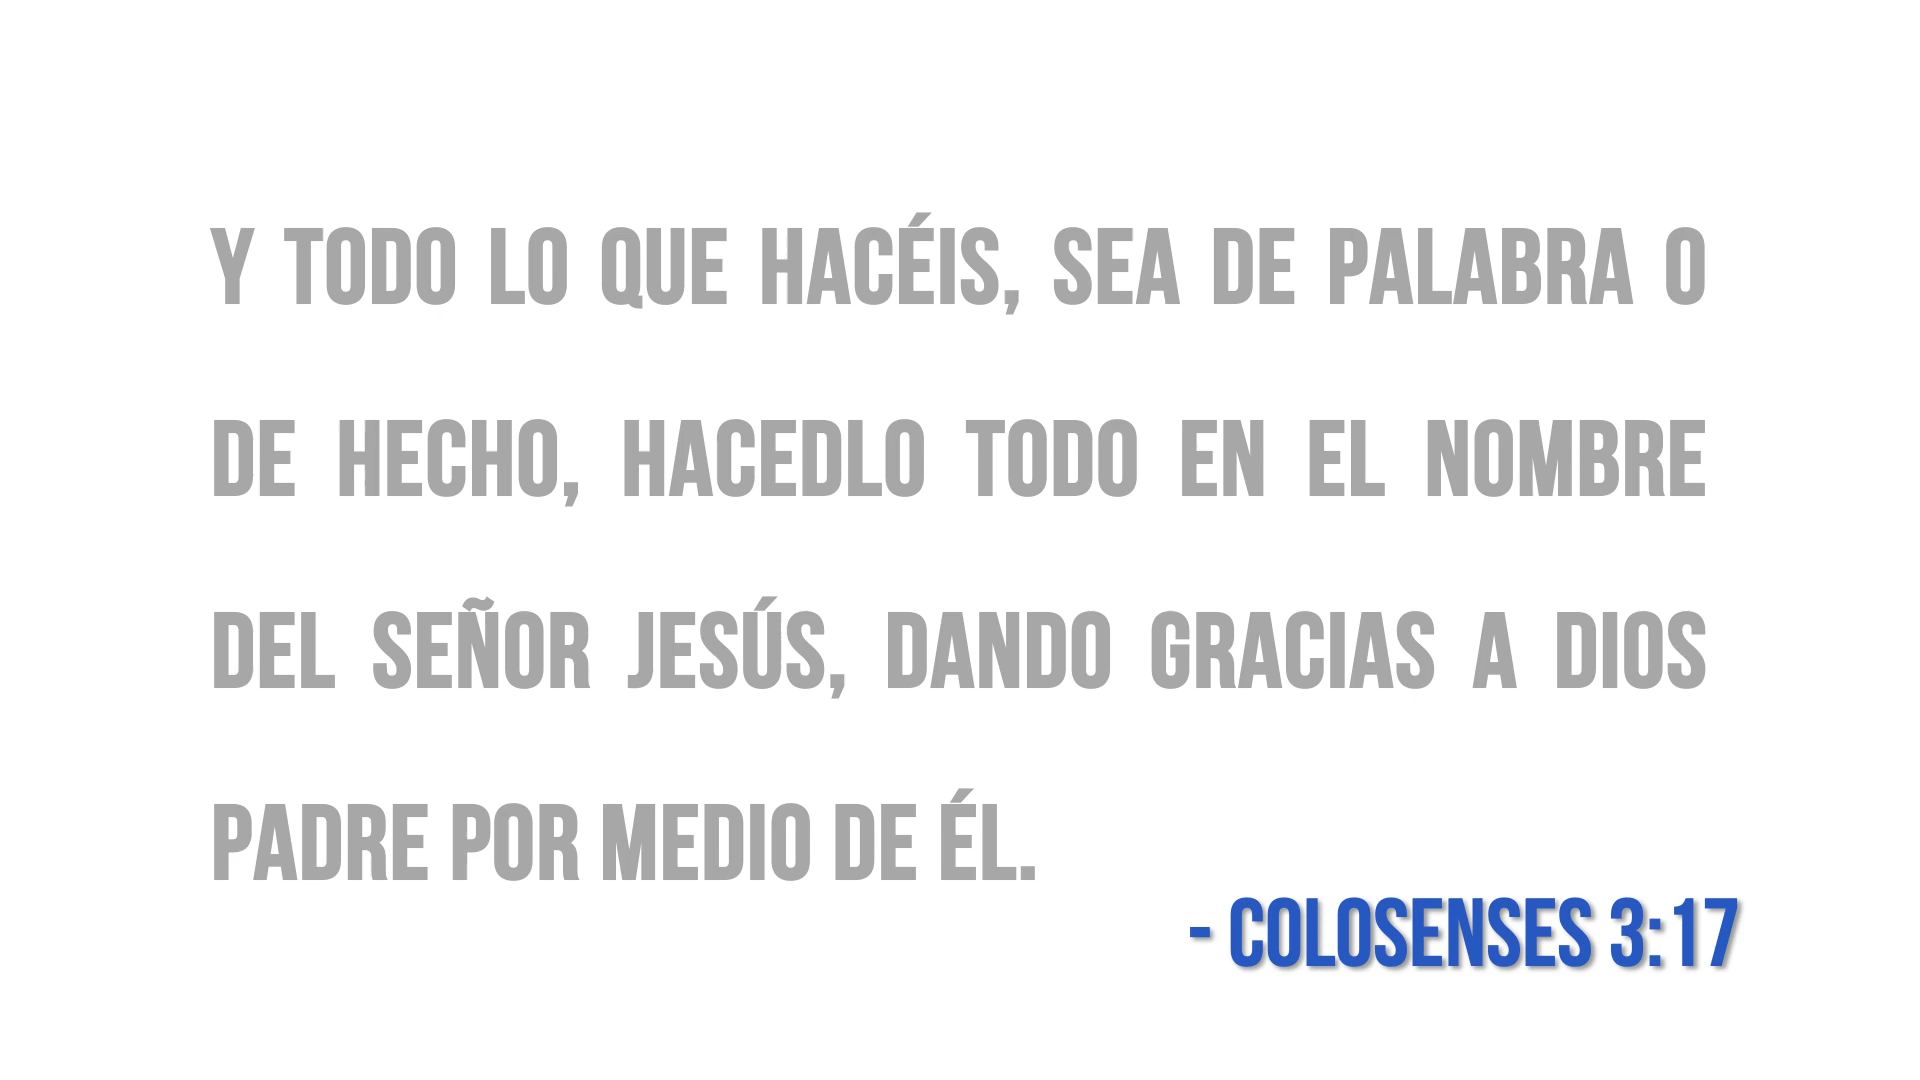 Y TODO LO QUE HACÉIS, SEA DE PALABRA O
DE HECHO, HACEDLO TODO EN EL NOMBRE
DEL SEÑOR JESÚS, DANDO GRACIAS A DIOS
PADRE POR MEDIO DE ÉL.
- COLOSENSES 3:17